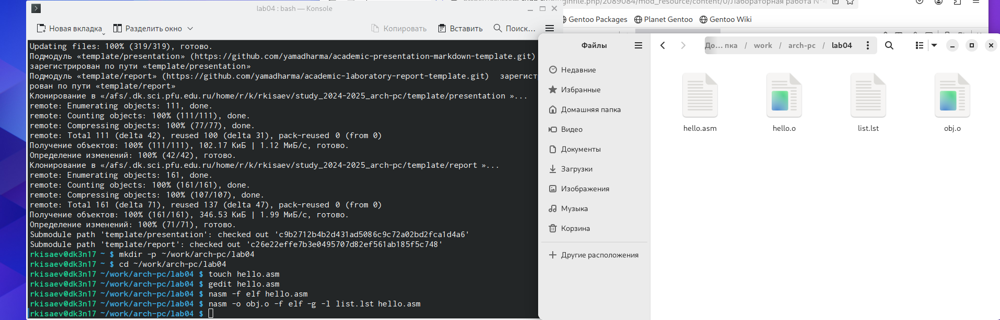 lab04 : bash — Konsole
Новая вкладка
Разделить окно
Копировать
Вставить
Поиск...
Updating files: 100% (319/319), готово.
Подмодуль «template/presentation» (https://github.com/yamadharma/academic-presentation-markdown-template.git)
зарегистрирован по пути «template/presentation»
Подмодуль «template/report» (https://github.com/yamadharma/academic-laboratory-report-template.git) зарегист
рован по пути «template/report»
Клонирование в «/afs/.dk.sci.pfu.edu.ru/home/r/k/rkisaev/study_2024-2025_arch-pc/template/presentation »...
remote: Enumerating objects: 111, done.
remote: Counting objects: 100% (111/111), done.
remote: Compressing objects: 100% (77/77), done.
remote: Total 111 (delta 42), reused 100 (delta 31), pack-reused 0 (from 0)
Получение объектов: 100% (111/111), 102.17 КиБ | 1.12 МиБ/с, готово.
Определение изменений: 100% (42/42), готово.
Клонирование в «/afs/.dk.sci.pfu.edu.ru/home/r/k/rkisaev/study_2024-2025_arch-pc/template/report »...
remote: Enumerating objects: 161, done.
remote: Counting objects: 100% (161/161), done.
remote: Compressing objects: 100% (107/107), done.
remote: Total 161 (delta 71), reused 137 (delta 47), pack-reused 0 (from 0)
Получение объектов: 100% (161/161), 346.53 КиБ | 1.99 МиБ/с, готово.
Определение изменений: 100% (71/71), готово.
Submodule path 'template/presentation': checked out 'c9b2712b4b2d431ad5086c9c72a02bd2fca1d4a6'
Submodule path 'template/report': checked out 'c26e22effe7b3e0495707d82ef561ab185f5c748'
rkisaev@dk3n17 ~ $ mkdir -p ~/work/arch-pc/lab04
rkisaev@dk3n17 ~ $ cd ~/work/arch-pc/lab04
rkisaev@dk3n17 ~/work/arch-pc/lab04 $ touch hello.asm
rkisaev@dk3n17 ~/work/arch-pc/lab04 $ gedit hello.asm
rkisaev@dk3n17 ~/work/arch-pc/lab04 $ nasm -f elf hello.asm
rkisaev@dk3n17 ~/work/arch-pc/lab04 $ nasm -o obj.o -f elf -g -l list.lst hello.asm
rkisaev@dk3n17 ~/work/arch-pc/lab04 $
ginfile.php/2089084/mod_resource/content/0/Лабораторная работа №4
Gentoo Packages
Planet Gentoo
Gentoo Wiki
Файлы
До... пка / work / arch-pc / lab04
Недавние
Избранные
Домашняя папка
Видео
Документы
Загрузки
Изображения
Музыка
Корзина
Другие расположения
hello.asm
hello.o
list.lst
obj.o